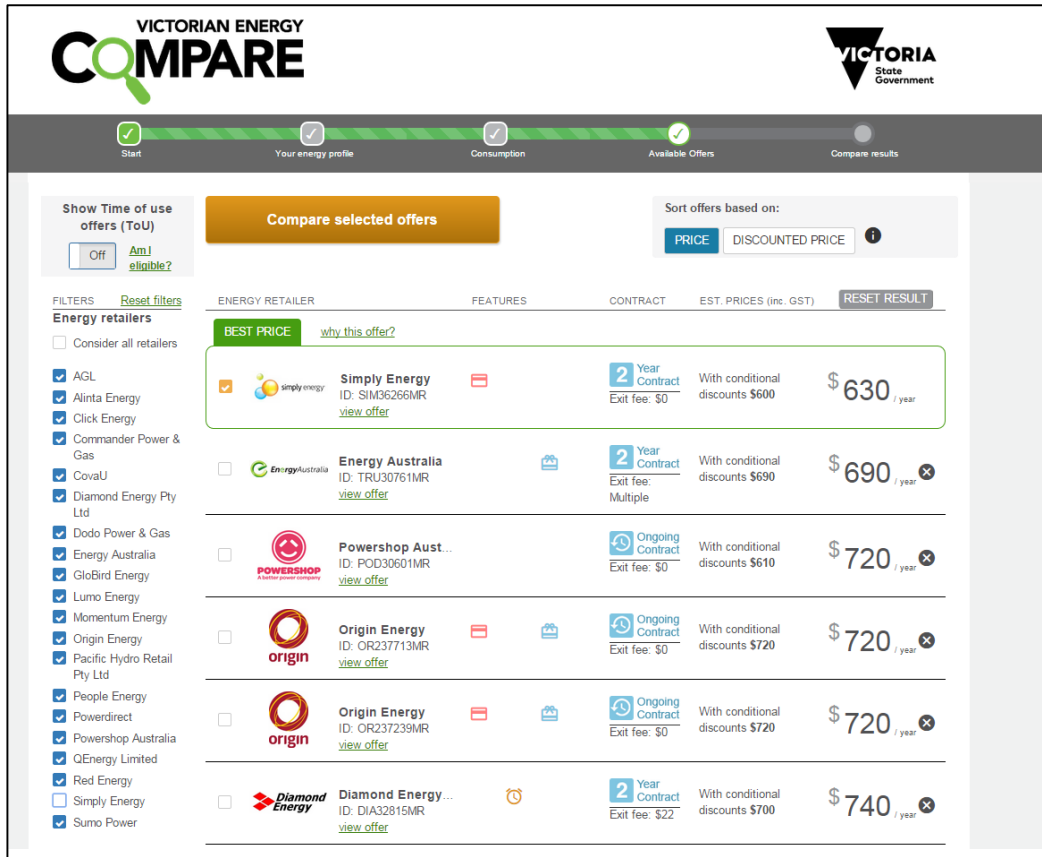 VICTORIAN ENERGY
COMPARE
VICTORIA
State
Government
Start
Your energy profile
Consumption
Available Offers
Compare results
Show Time of use
offers (ToU)
Off
Am I
eligible?
Compare selected offers
Sort offers based on:
PRICE
DISCOUNTED PRICE
i
FILTERS
Reset filters
Energy retailers
Consider all retailers
AGL
Alinta Energy
Click Energy
Commander Power &
Gas
CovaU
Diamond Energy Pty
Ltd
Dodo Power & Gas
Energy Australia
GloBird Energy
Lumo Energy
Momentum Energy
Origin Energy
Pacific Hydro Retail
Pty Ltd
People Energy
Powerdirect
Powershop Australia
QEnergy Limited
Red Energy
Simply Energy
Sumo Power
ENERGY RETAILER
FEATURES
CONTRACT
EST. PRICES (inc. GST)
RESET RESULT
BEST PRICE
why this offer?
simply energy
Simply Energy
ID: SIM36266MR
view offer
2 Year
Contract
Exit fee: $0
With conditional
discounts $600
$630 / year
EnergyAustralia
Energy Australia
ID: TRU30761MR
view offer
2 Year
Contract
Exit fee:
Multiple
With conditional
discounts $690
$690 / year
POWERSHOP
A better power company
Powershop Aust...
ID: POD30601MR
view offer
Ongoing
Contract
Exit fee: $0
With conditional
discounts $610
$720 / year
origin
Origin Energy
ID: OR237713MR
view offer
Ongoing
Contract
Exit fee: $0
With conditional
discounts $720
$720 / year
origin
Origin Energy
ID: OR237239MR
view offer
Ongoing
Contract
Exit fee: $0
With conditional
discounts $720
$720 / year
Diamond
Energy
Diamond Energy...
ID: DIA32815MR
view offer
2 Year
Contract
Exit fee: $22
With conditional
discounts $700
$740 / year